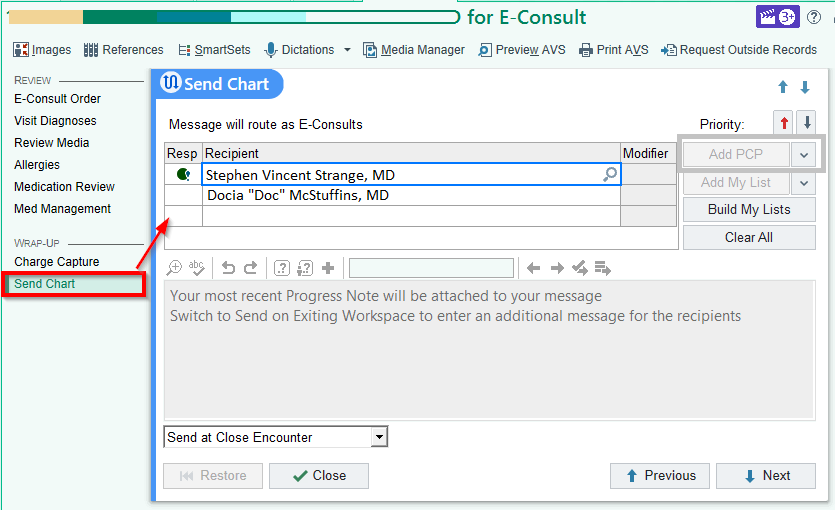 for E-Consult
3+
Images References SmartSets Dictations Media Manager Preview AVS Print AVS Request Outside Records
REVIEW
E-Consult Order
Visit Diagnoses
Review Media
Allergies
Medication Review
Med Management
WRAP-UP
Charge Capture
Send Chart
Send Chart
Message will route as E-Consults
Priority:
Resp Recipient Modifier
Stephen Vincent Strange, MD
Docia "Doc" McStuffins, MD
Add PCP
Add My List
Build My Lists
Clear All
abc
Your most recent Progress Note will be attached to your message
Switch to Send on Exiting Workspace to enter an additional message for the recipients
Send at Close Encounter
Restore Close Previous Next